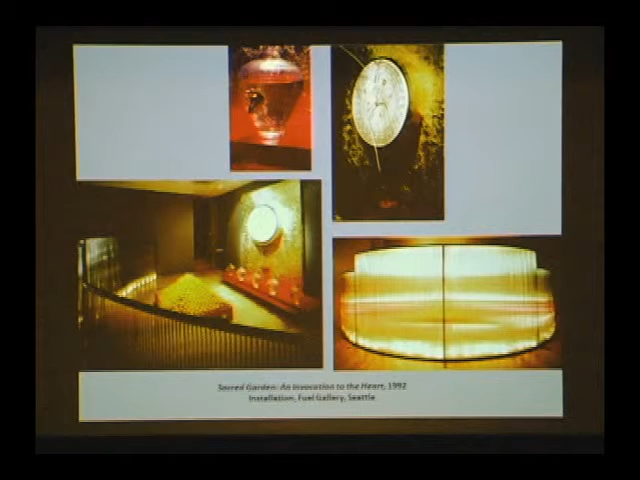 Sacred Garden: An Invocation to the Heart, 1992
Installation, Fuel Gallery, Seattle